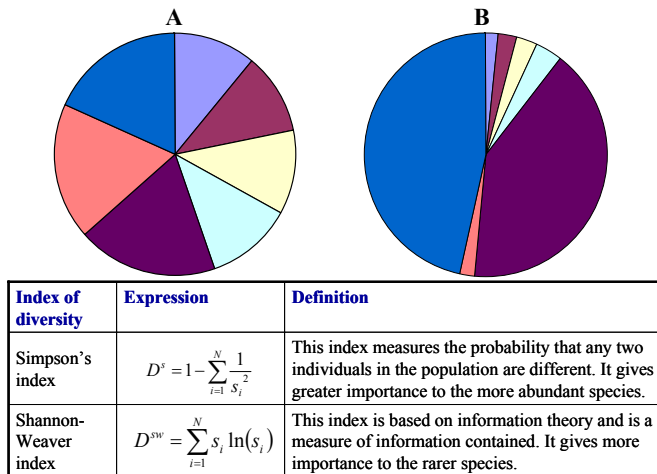 A B
Index of diversity Expression Definition
Simpson's index
D^s = 1 − \sum_{i=1}^{N} \frac{1}{s_i^2}
This index measures the probability that any two
individuals in the population are different. It gives
greater importance to the more abundant species.
Shannon-
Weaver
index
D^{sw} = \sum_{i=1}^{N} s_i \ln(s_i)
This index is based on information theory and is a
measure of information contained. It gives more
importance to the rarer species.